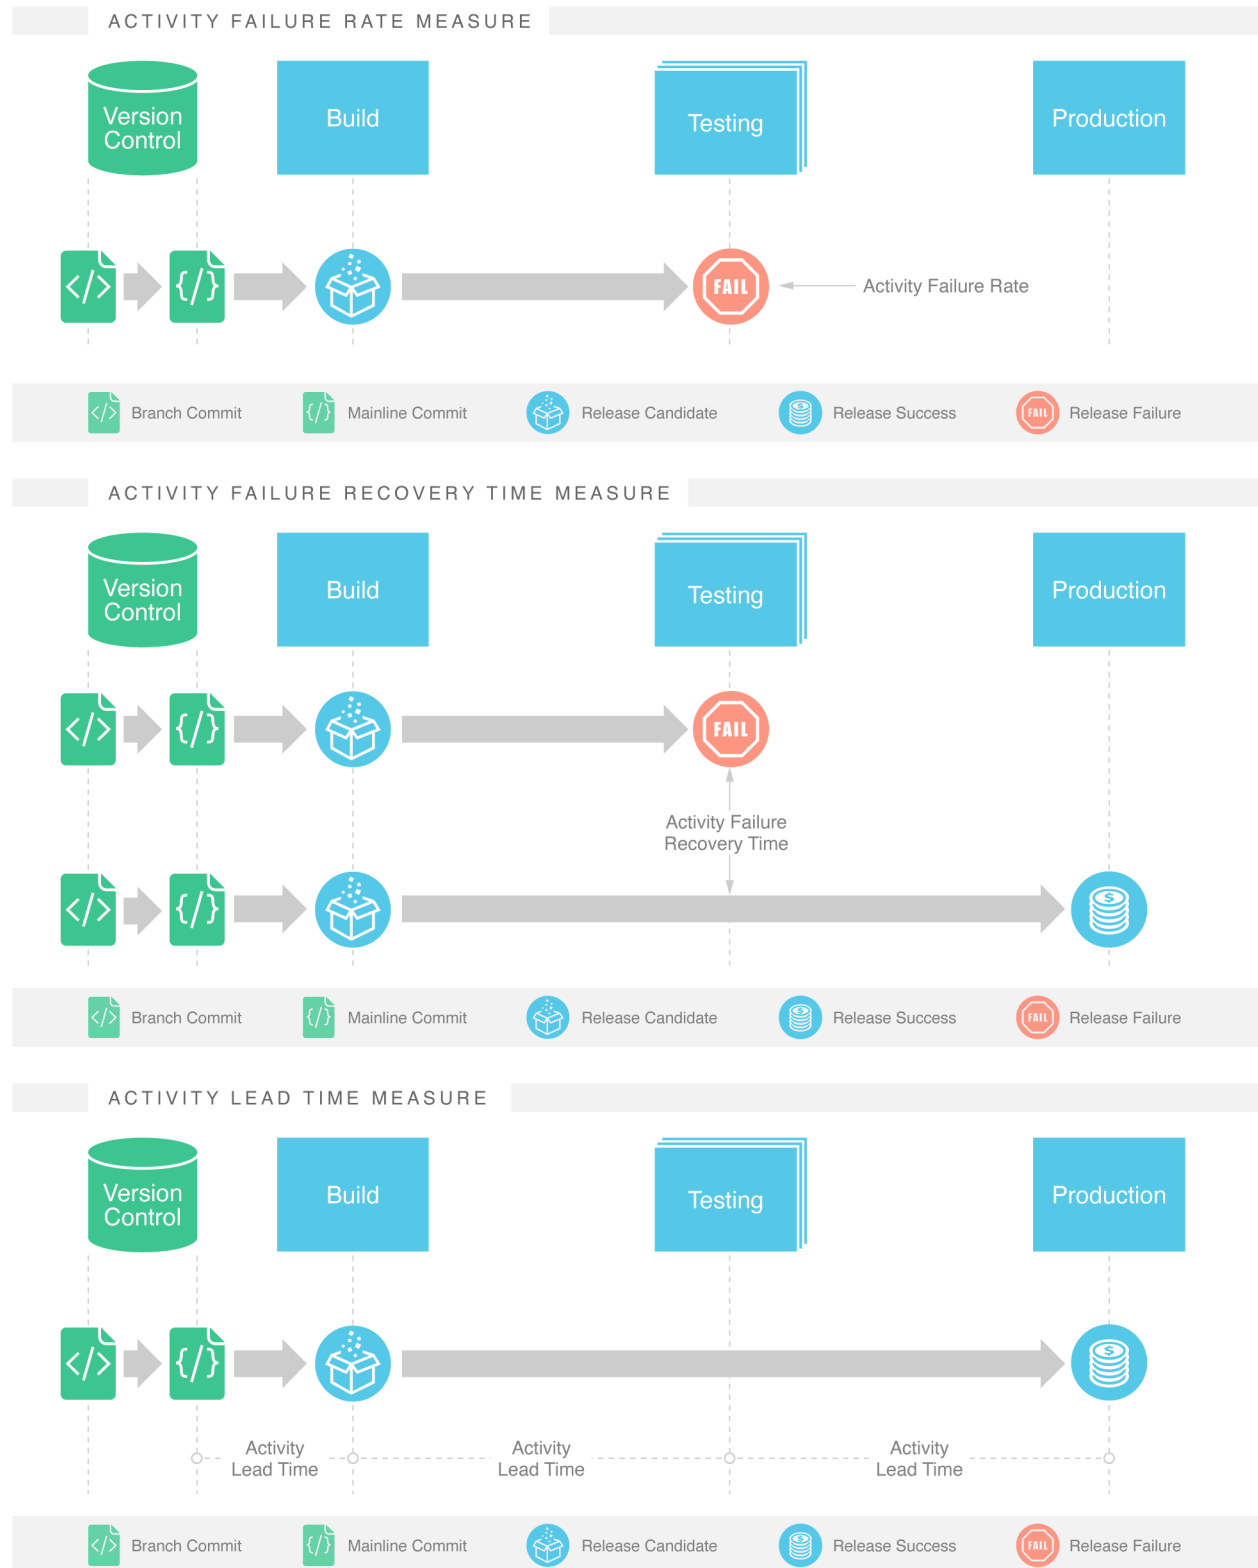 ACTIVITY FAILURE RATE MEASURE
Version
Control
Build
Testing
Production
</>
{/}
FAIL
Activity Failure Rate
</>
Branch Commit
{/}
Mainline Commit
Release Candidate
$
Release Success
FAIL
Release Failure
ACTIVITY FAILURE RECOVERY TIME MEASURE
Version
Control
Build
Testing
Production
</>
{/}
FAIL
Activity Failure
Recovery Time
</>
{/}
$
</>
Branch Commit
{/}
Mainline Commit
Release Candidate
$
Release Success
FAIL
Release Failure
ACTIVITY LEAD TIME MEASURE
Version
Control
Build
Testing
Production
</>
{/}
$
Activity
Lead Time
Activity
Lead Time
Activity
Lead Time
</>
Branch Commit
{/}
Mainline Commit
Release Candidate
$
Release Success
FAIL
Release Failure